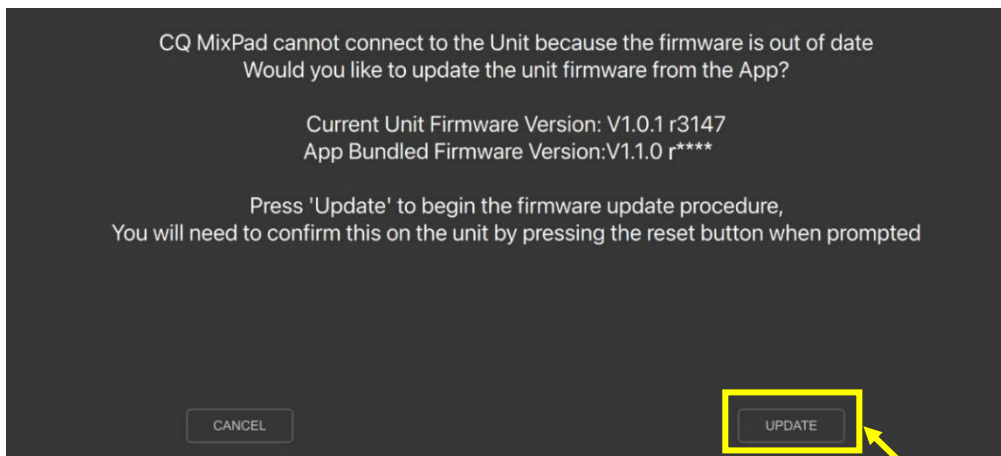 CQ MixPad cannot connect to the Unit because the firmware is out of date
Would you like to update the unit firmware from the App?
Current Unit Firmware Version: V1.0.1 r3147
App Bundled Firmware Version:V1.1.0 r****
Press 'Update' to begin the firmware update procedure,
You will need to confirm this on the unit by pressing the reset button when prompted
CANCEL
UPDATE